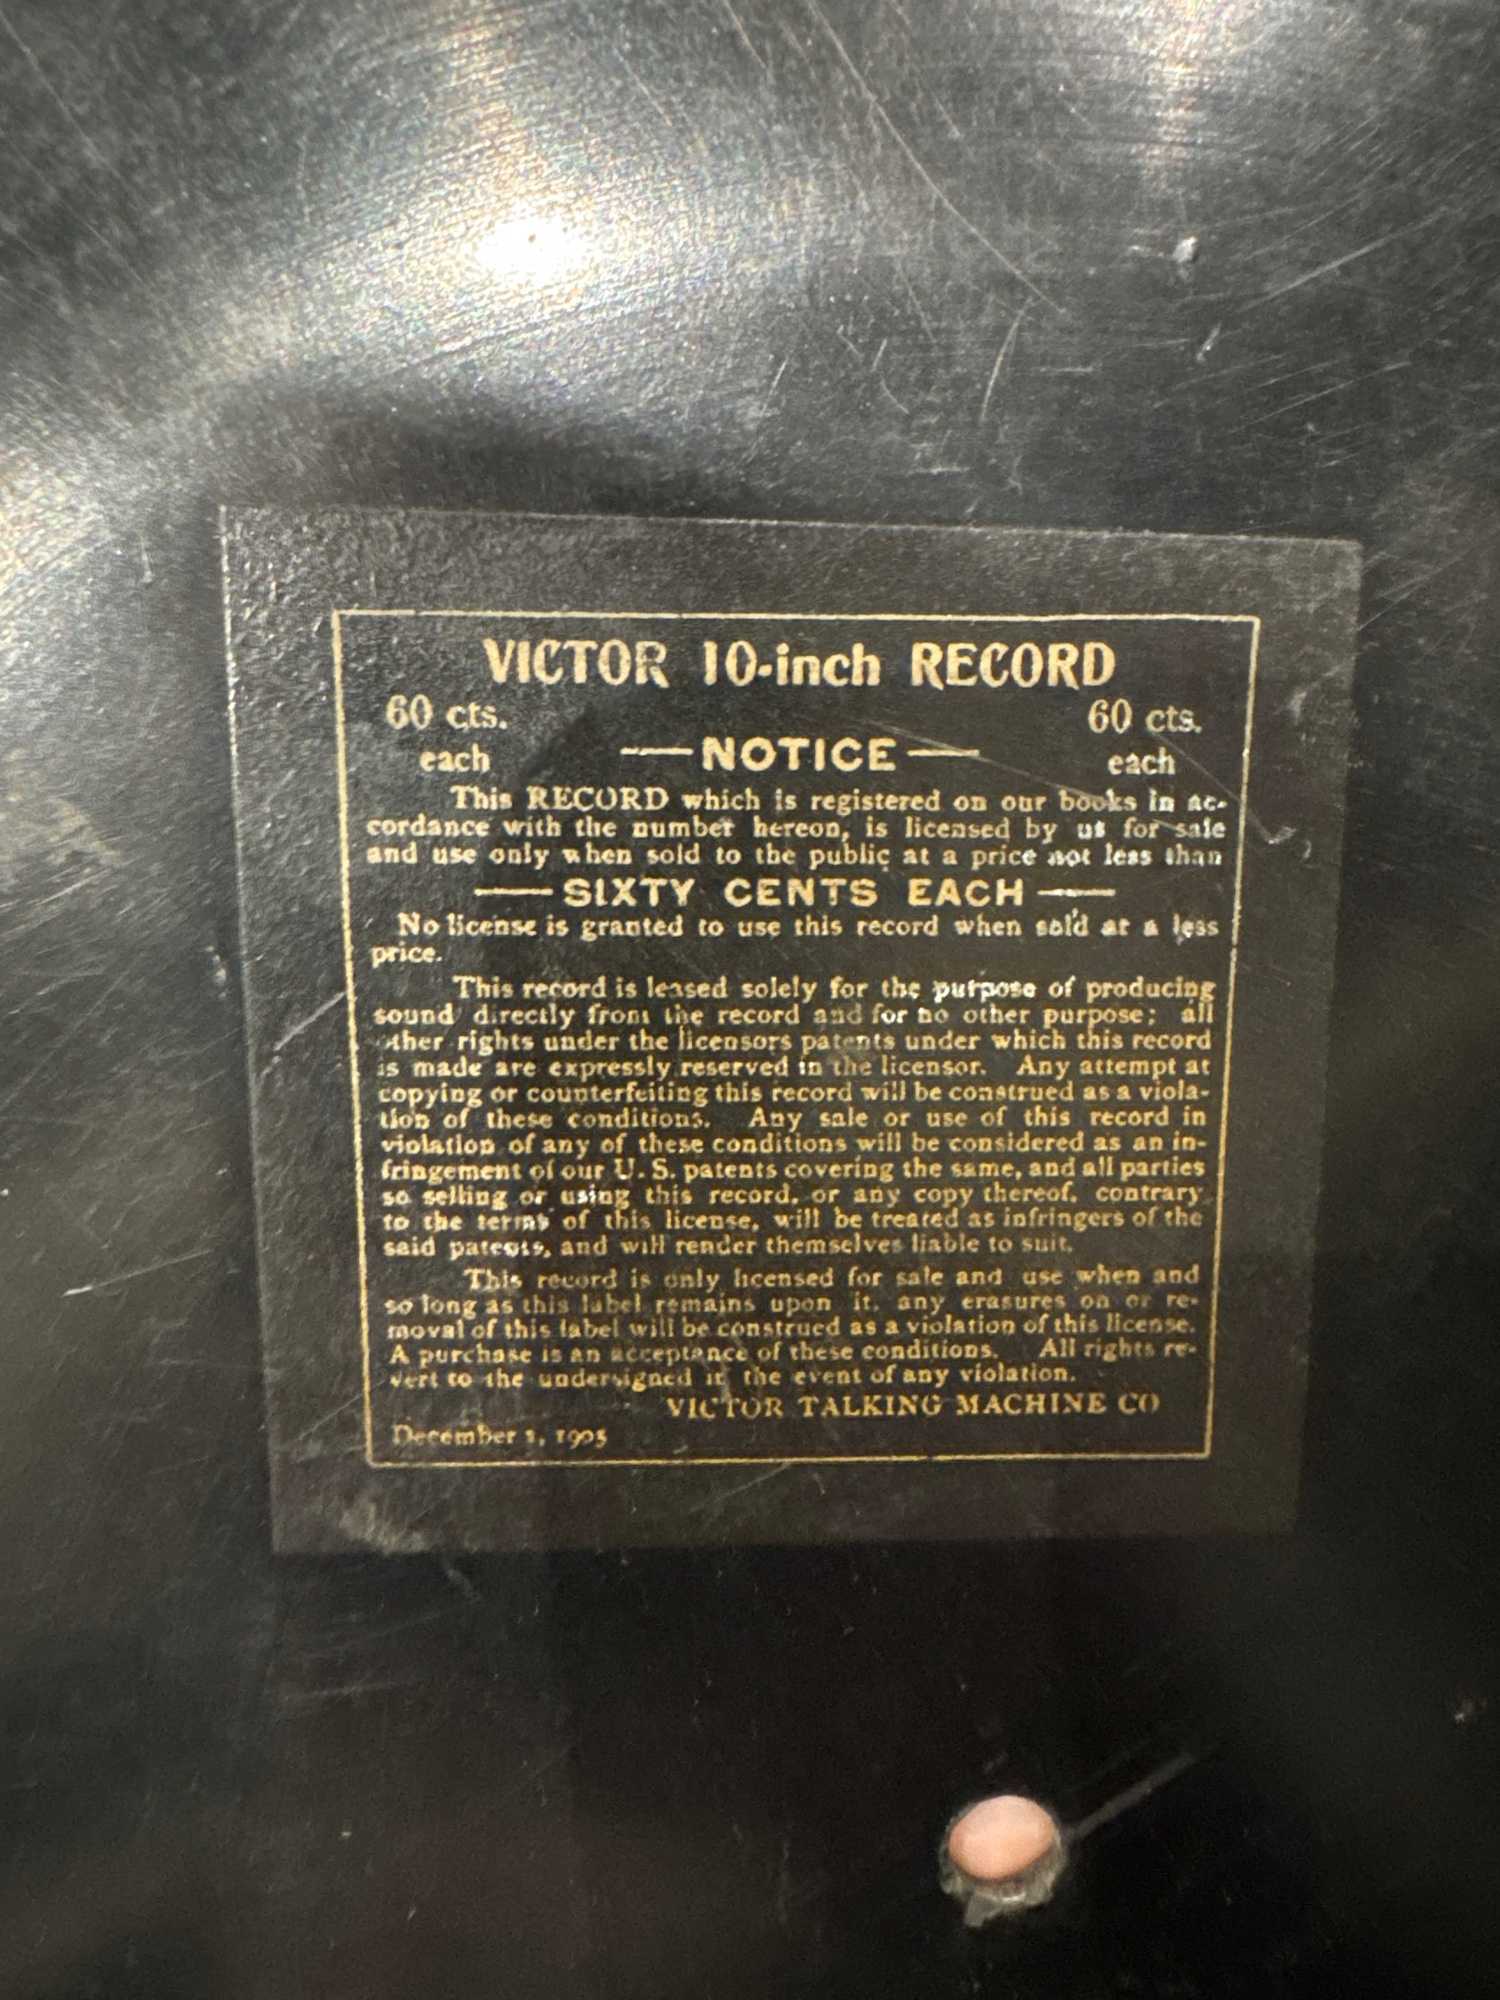 VICTOR 10-inch RECORD
60 cts. 60 cts.
each —NOTICE— each
This RECORD which is registered on our books in ac-
cordance with the number hereon, is licensed by us for sale
and use only when sold to the public at a price not less than
—SIXTY CENTS EACH—
No license is granted to use this record when sold at a less
price.
This record is leased solely for the purpose of producing
sound directly from the record and for no other purpose; all
other rights under the licensors patents under which this record
is made are expressly reserved in the licensor. Any attempt at
copying or counterfeiting this record will be construed as a viola-
tion of these conditions. Any sale or use of this record in
violation of any of these conditions will be considered as an in-
fringement of our U. S. patents covering the same, and all parties
so selling or using this record, or any copy thereof, contrary
to the terms of this license, will be treated as infringers of the
said patents, and will render themselves liable to suit.
This record is only licensed for sale and use when and
so long as this label remains upon it, any erasures on or re-
moval of this label will be construed as a violation of this license.
A purchase is an acceptance of these conditions. All rights re-
vert to the undersigned in the event of any violation.
VICTOR TALKING MACHINE CO
December 1, 1905